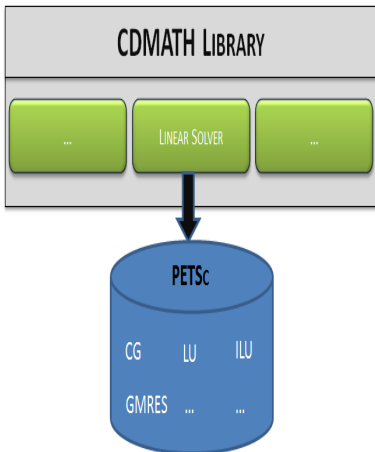 CDMATH LIBRARY
... LINEAR SOLVER ...
PETSC
CG LU ILU
GMRES ... ...